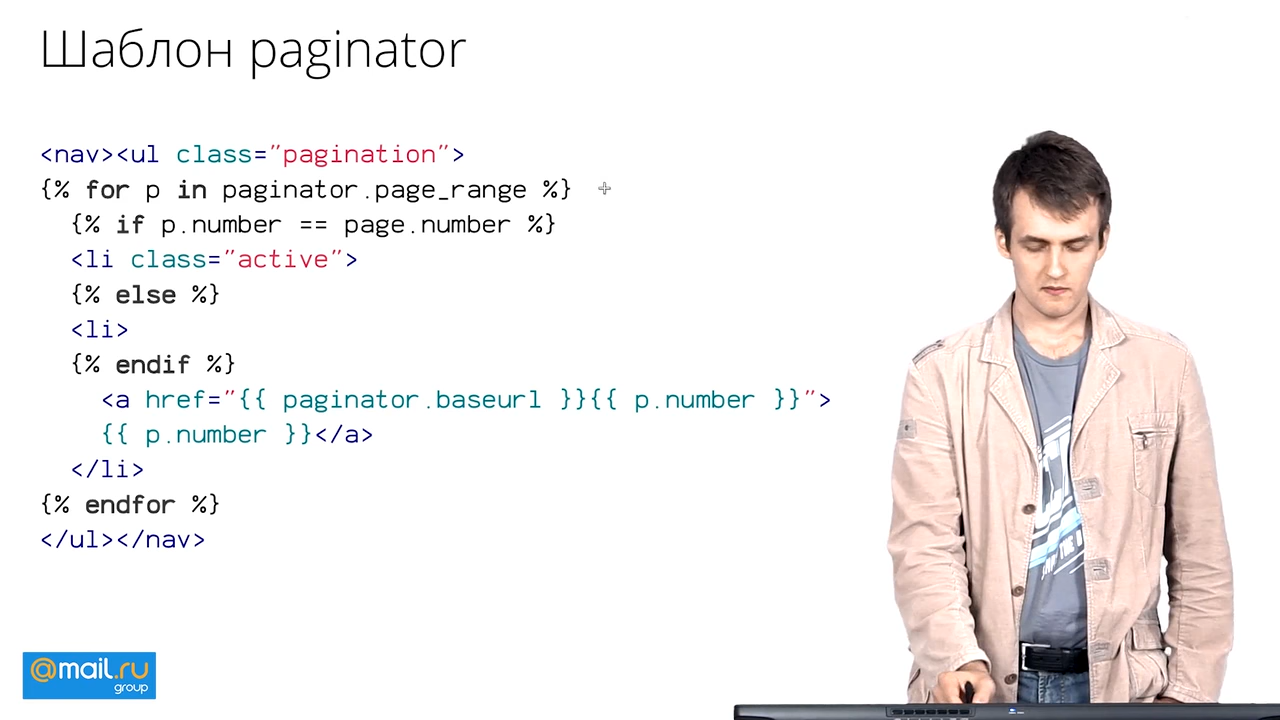 Шаблон paginator
<nav><ul class="pagination">
{% for p in paginator.page_range %}
{% if p.number == page.number %}
<li class="active">
{% else %}
<li>
{% endif %}
<a href="{{ paginator.baseurl }}{{ p.number }}">
{{ p.number }}</a>
</li>
{% endfor %}
</ul></nav>
@mail.ru
group